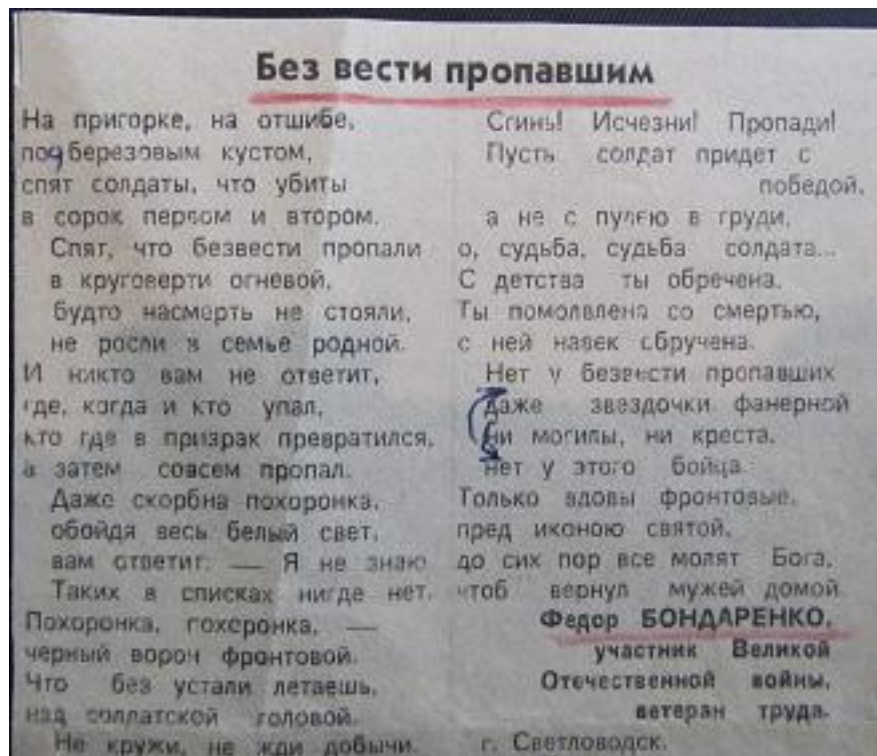 Без вести пропавшим
На пригорке, на отшибе,
под березовым кустом,
спят солдаты, что убиты
в сорок первом и втором.
Спят, что безвести пропали
в круговерти огневой,
будто насмерть не стояли,
не росли в семье родной.
И никто вам не ответит,
где, когда и кто упал,
кто где в призрак превратился,
а затем совсем пропал.
Даже скорбна похоронка,
обойдя весь белый свет,
вам ответит: — Я не знаю
Таких в списках нигде нет.
Похоронка, похоронка, —
черный ворон фронтовой.
Что без устали летаешь,
над солдатской головой.
Не кружи, не жди добычи.
Сгинь! Исчезни! Пропади!
Пусть солдат придет с
победой,
а не с пулею в груди,
о, судьба, судьба солдата...
С детства ты обречена.
Ты помолвлена со смертью,
с ней навек обручена.
Нет у безвести пропавших
даже звездочки фанерной
ни могилы, ни креста,
нет у этого бойца.
Только вдовы фронтовые,
пред иконою святой,
до сих пор все молят Бога,
чтоб вернул мужей домой.
Федор БОНДАРЕНКО,
участник Великой
Отечественной войны,
ветеран труда.
г. Светловодск.